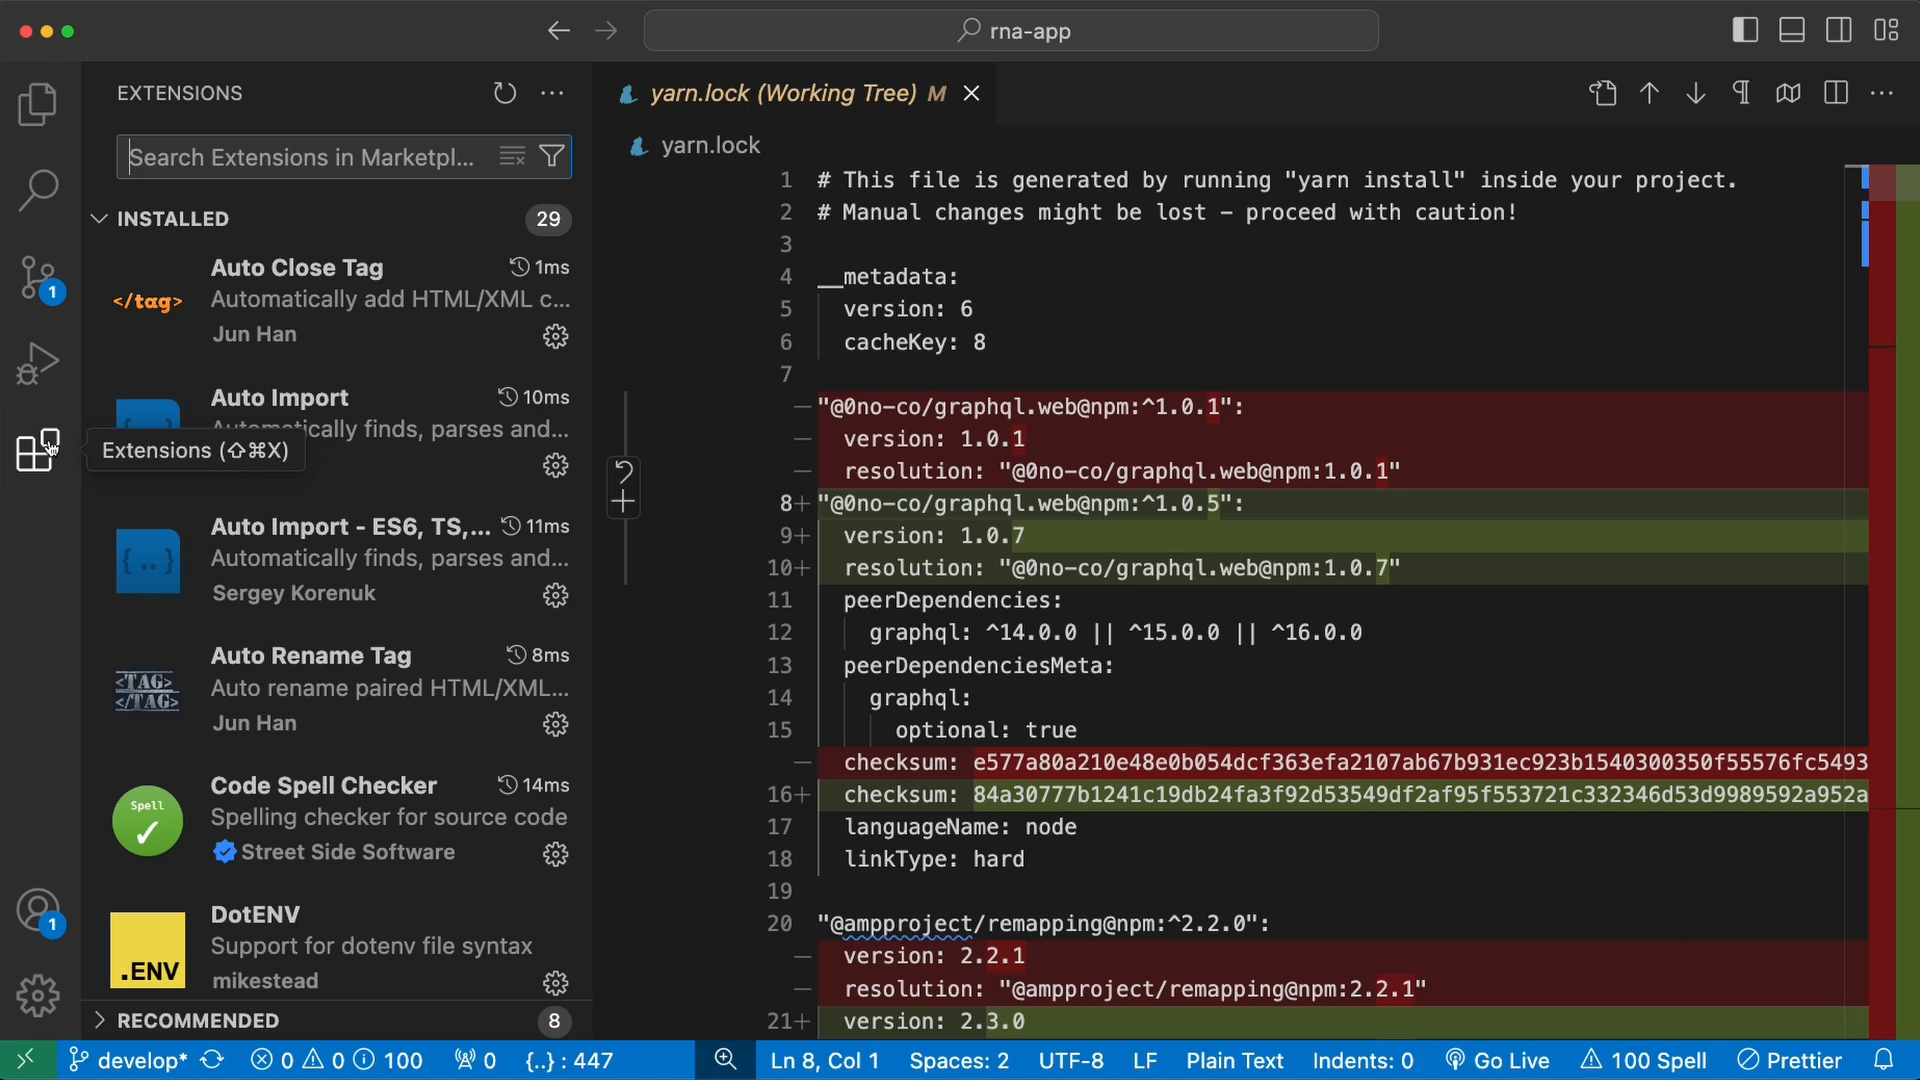 rna-app
EXTENSIONS
Search Extensions in Marketpl...
INSTALLED 29
Auto Close Tag 1ms
Automatically add HTML/XML c...
Jun Han
</tag>
Auto Import 10ms
ically finds, parses and...
Extensions (⇧⌘X)
Auto Import - ES6, TS,... 11ms
Automatically finds, parses and...
Sergey Korenuk
{..}
Auto Rename Tag 8ms
Auto rename paired HTML/XML...
Jun Han
<TAG>
</TAG>
Code Spell Checker 14ms
Spelling checker for source code
Street Side Software
Spell
DotENV
Support for dotenv file syntax
mikestead
.ENV
RECOMMENDED 8
1
1
yarn.lock (Working Tree) M
yarn.lock
1 # This file is generated by running "yarn install" inside your project.
2 # Manual changes might be lost - proceed with caution!
3
4 __metadata:
5 version: 6
6 cacheKey: 8
7
— "@0no-co/graphql.web@npm:^1.0.1":
— version: 1.0.1
— resolution: "@0no-co/graphql.web@npm:1.0.1"
8+ "@0no-co/graphql.web@npm:^1.0.5":
9+ version: 1.0.7
10+ resolution: "@0no-co/graphql.web@npm:1.0.7"
11 peerDependencies:
12 graphql: ^14.0.0 || ^15.0.0 || ^16.0.0
13 peerDependenciesMeta:
14 graphql:
15 optional: true
— checksum: e577a80a210e48e0b054dcf363efa2107ab67b931ec923b1540300350f55576fc5493
16+ checksum: 84a30777b1241c19db24fa3f92d53549df2af95f553721c332346d53d9989592a952a
17 languageName: node
18 linkType: hard
19
20 "@ampproject/remapping@npm:^2.2.0":
— version: 2.2.1
— resolution: "@ampproject/remapping@npm:2.2.1"
21+ version: 2.3.0
develop* 0 0 100 0 {..} : 447 Ln 8, Col 1 Spaces: 2 UTF-8 LF Plain Text Indents: 0 Go Live 100 Spell Prettier